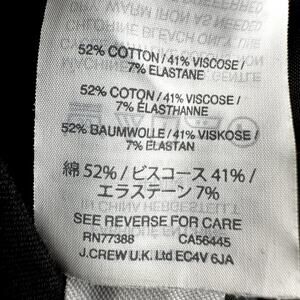 52% COTTON / 41% VISCOSE /
7% ELASTANE
52% COTON / 41% VISCOSE /
7% ÉLASTHANNE
52% BAUMWOLLE / 41% VISKOSE /
7% ELASTAN
綿 52% / ビスコース 41% /
エラステーン 7%
SEE REVERSE FOR CARE
RN77388 CA56445
J.CREW U.K. Ltd EC4V 6JA